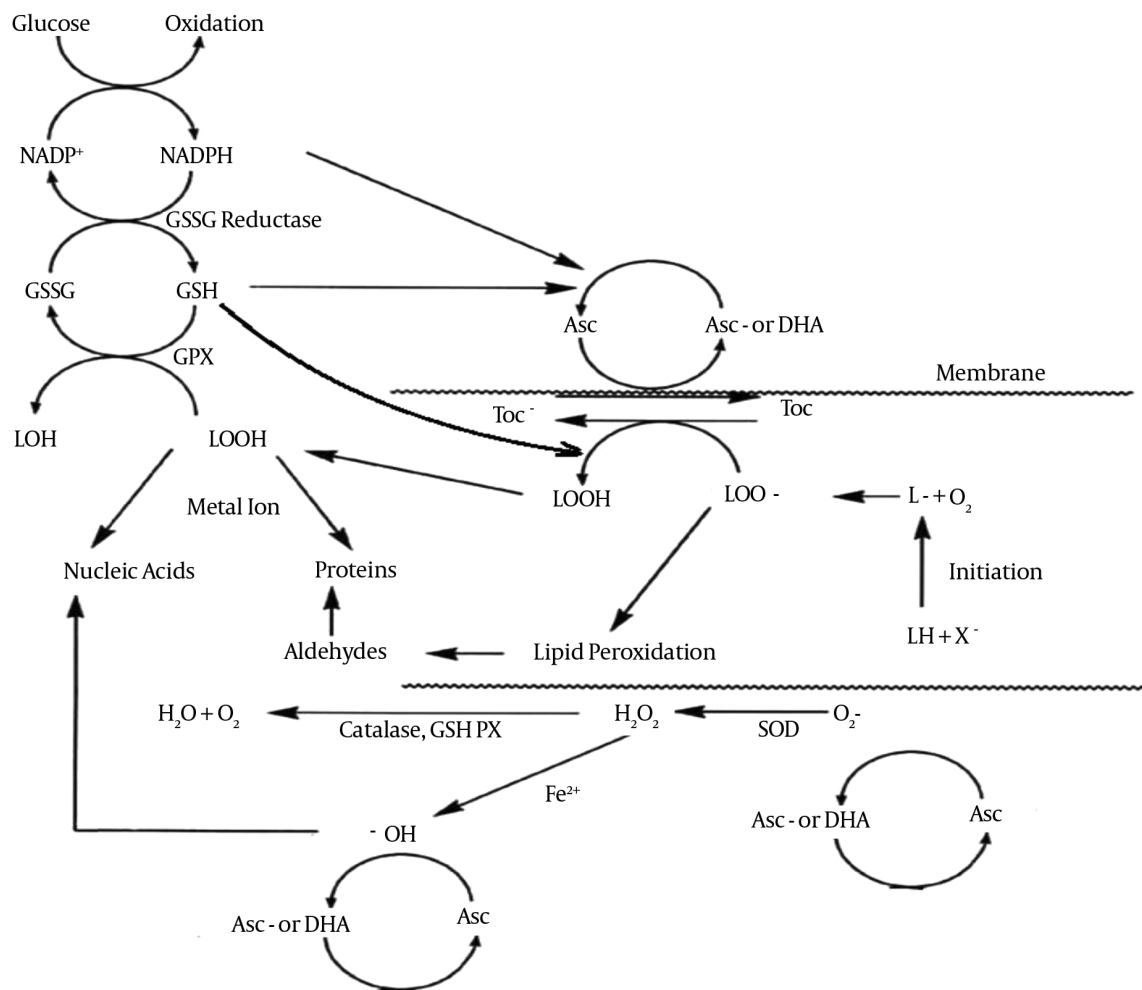 Glucose Oxidation
NADP⁺ NADPH
GSSG Reductase
GSSG GSH
Asc Asc - or DHA
GPX
Membrane
Toc ⁻ Toc
LOH LOOH
LOOH LOO - L - + O₂
Metal Ion
Nucleic Acids Proteins Initiation
LH + X ⁻
Aldehydes Lipid Peroxidation
H₂O + O₂ H₂O₂ O₂-
Catalase, GSH PX SOD
Fe²⁺
Asc - or DHA Asc
⁻ OH
Asc - or DHA Asc